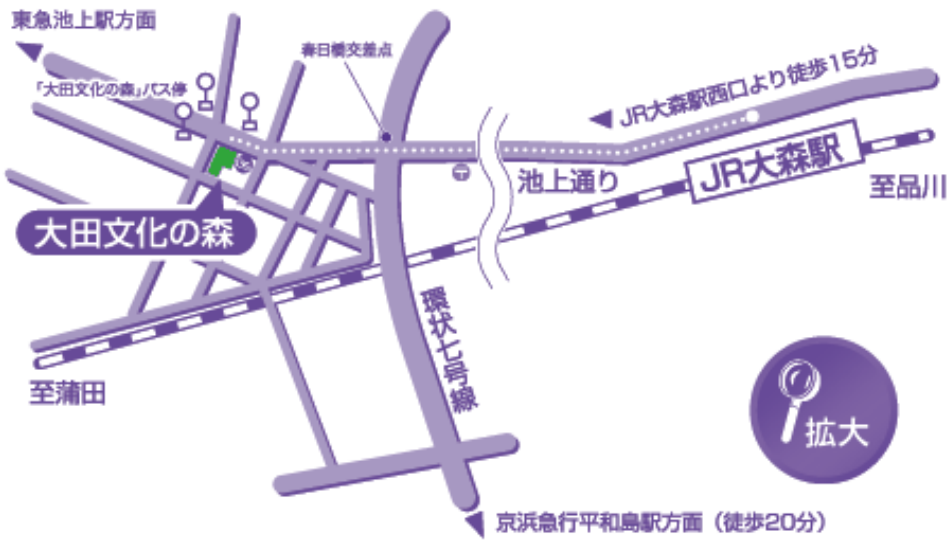 東急池上駅方面
春日橋交差点
「大田文化の森」バス停
JR大森駅西口より徒歩15分
JR大森駅
池上通り
至品川
大田文化の森
環状七号線
至蒲田
拡大
京浜急行平和島駅方面（徒歩20分）